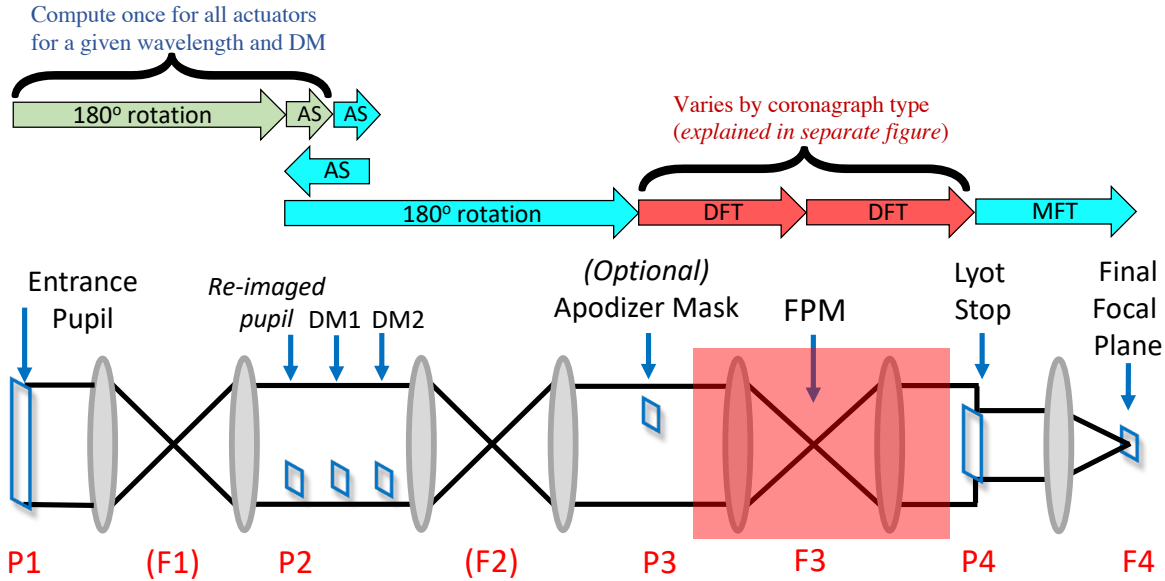 Compute once for all actuators
for a given wavelength and DM
180° rotation
AS
AS
Varies by coronagraph type
(explained in separate figure)
AS
180° rotation
DFT
DFT
MFT
Entrance
Pupil
Re-imaged
pupil
DM1
DM2
(Optional)
Apodizer Mask
FPM
Lyot
Stop
Final
Focal
Plane
P1
(F1)
P2
(F2)
P3
F3
P4
F4